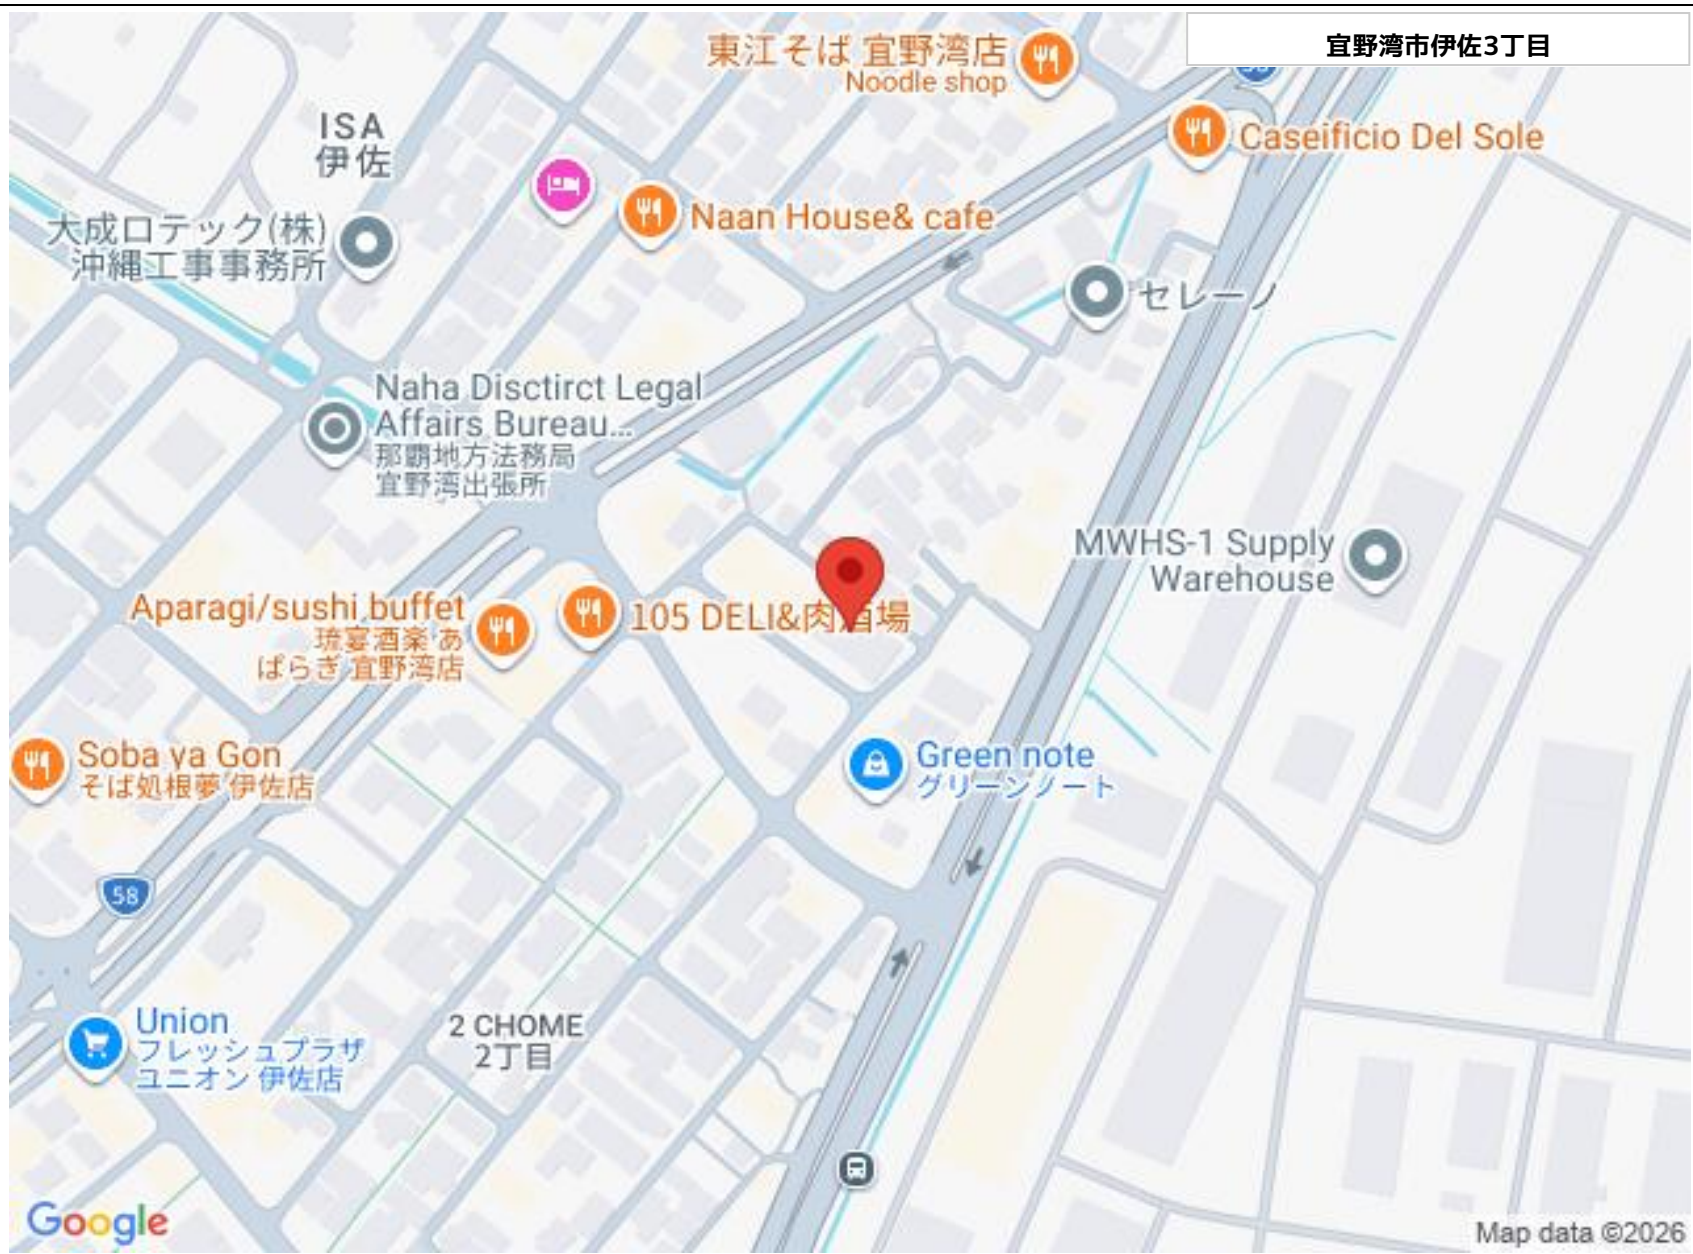 宜野湾市伊佐3丁目
東江そば 宜野湾店
Noodle shop
Caseificio Del Sole
ISA
伊佐
Naan House& cafe
大成ロテック(株)
沖縄工事事務所
セレーノ
Naha Disctirct Legal
Affairs Bureau...
那覇地方法務局
宜野湾出張所
MWHS-1 Supply
Warehouse
Aparagi/sushi buffet
琉宴酒楽 あ
ぱらぎ 宜野湾店
105 DELI&肉酒場
Soba ya Gon
そば処根夢 伊佐店
Green note
グリーンノート
58
Union
フレッシュプラザ
ユニオン 伊佐店
2 CHOME
2丁目
Google
Map data ©2026